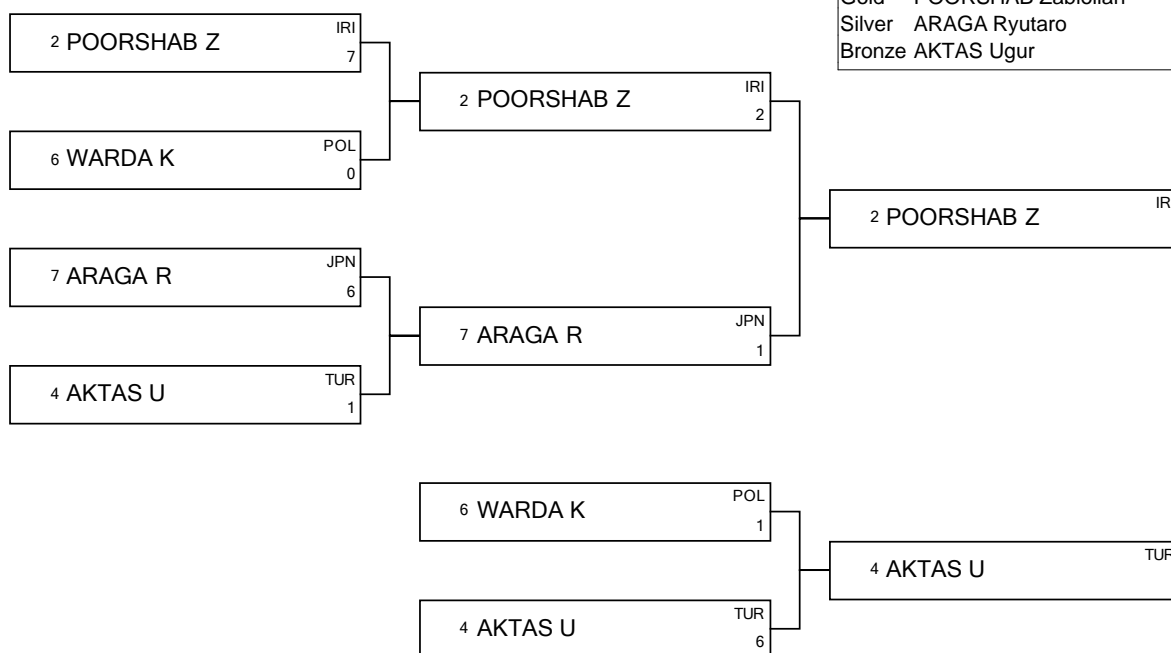 Gold POORSHAB Zabiollah
Silver ARAGA Ryutaro
Bronze AKTAS Ugur
2 POORSHAB Z IRI
7
6 WARDA K POL
0
7 ARAGA R JPN
6
4 AKTAS U TUR
1
2 POORSHAB Z IRI
2
7 ARAGA R JPN
1
2 POORSHAB Z IR
6 WARDA K POL
1
4 AKTAS U TUR
6
4 AKTAS U TUR